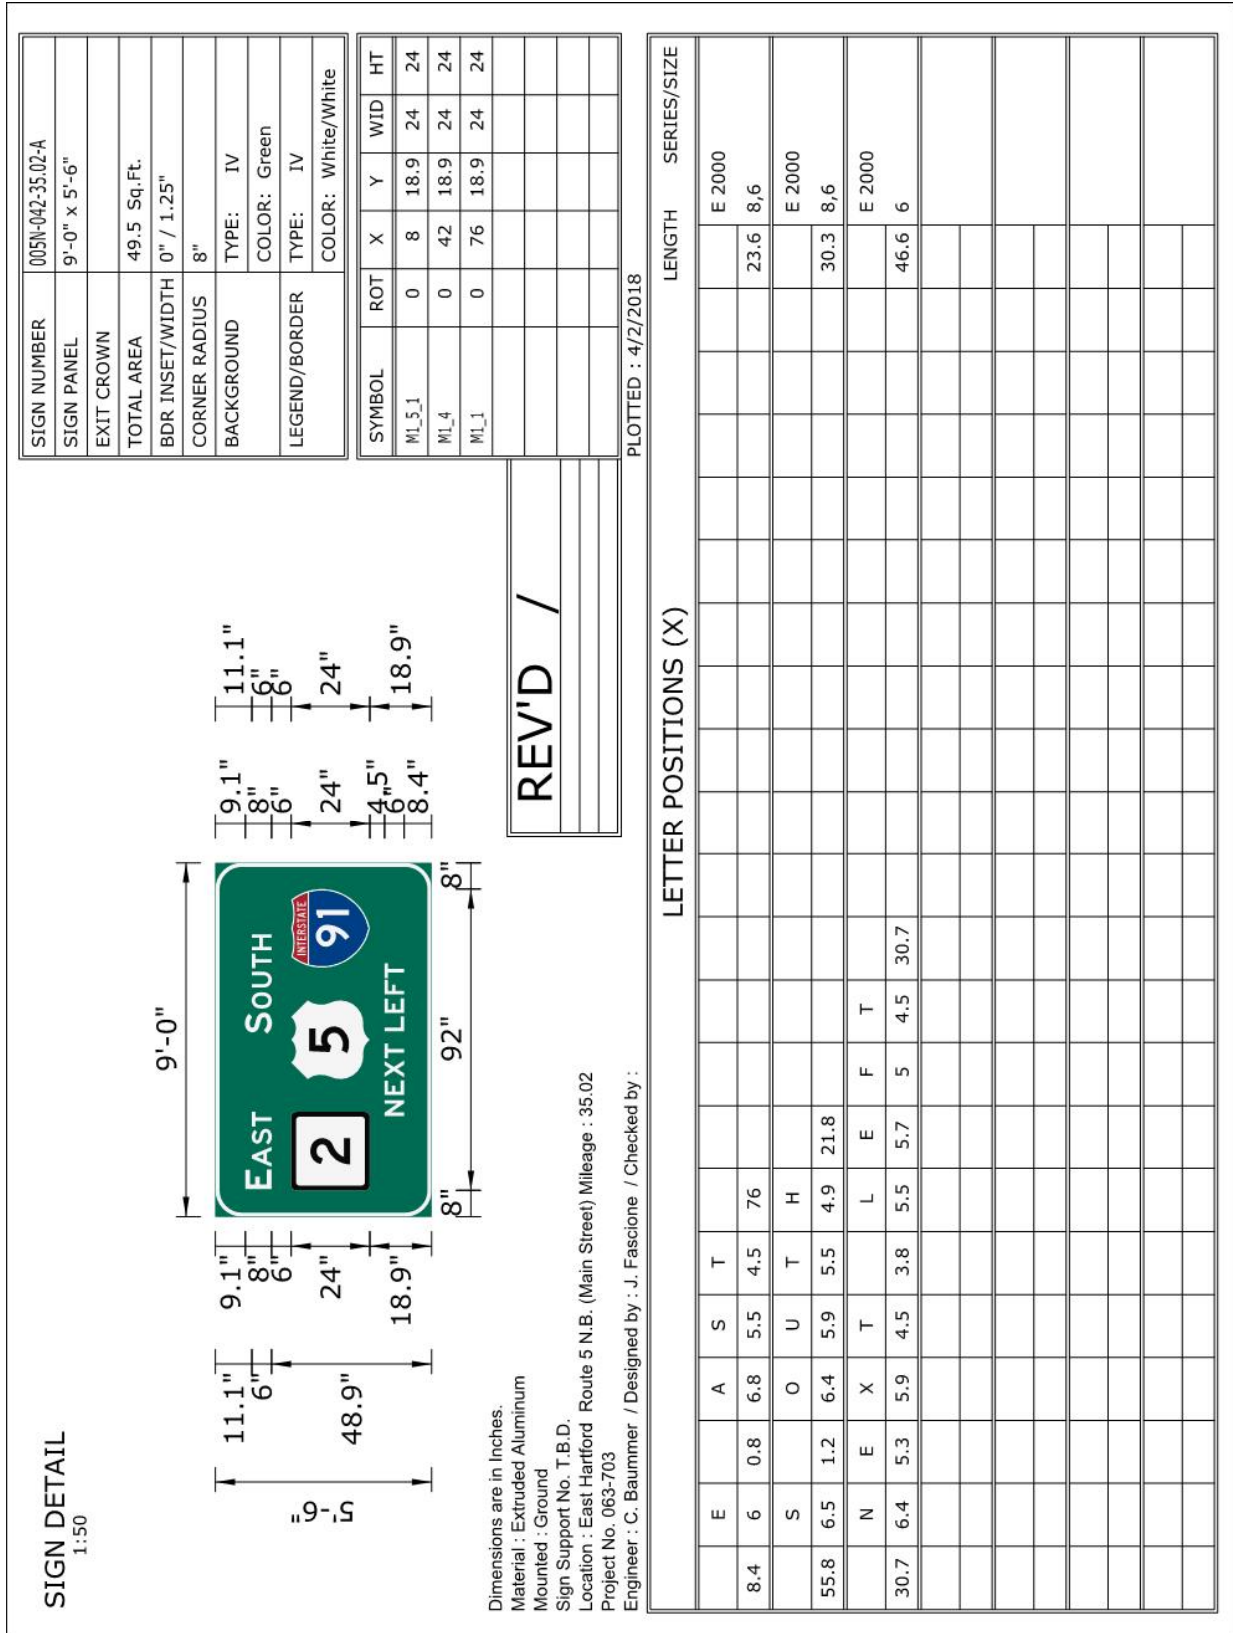 SIGN DETAIL
1:50
SIGN NUMBER 005N-042-35.02-A
SIGN PANEL 9'-0" x 5'-6"
EXIT CROWN
TOTAL AREA 49.5 Sq.Ft.
BDR INSET/WIDTH 0" / 1.25"
CORNER RADIUS 8"
BACKGROUND TYPE: IV
COLOR: Green
LEGEND/BORDER TYPE: IV
COLOR: White/White
SYMBOL ROT X Y WID HT
M1_5_1 0 8 18.9 24 24
M1_4 0 42 18.9 24 24
M1_1 0 76 18.9 24 24
PLOTTED : 4/2/2018
9'-0"
5'-6"
11.1"
6"
48.9"
9.1"
8"
6"
24"
18.9"
EAST SOUTH
2 5 INTERSTATE 91
NEXT LEFT
9.1"
8"
6"
24"
4.5"
6"
8.4"
11.1"
6"
6"
24"
18.9"
8" 92" 8"
REV'D /
Dimensions are in Inches.
Material : Extruded Aluminum
Mounted : Ground
Sign Support No. T.B.D.
Location : East Hartford Route 5 N.B. (Main Street) Mileage : 35.02
Project No. 063-703
Engineer : C. Baummer / Designed by : J. Fascione / Checked by :
LETTER POSITIONS (X) LENGTH SERIES/SIZE
E A S T E 2000
8.4 6 0.8 6.8 5.5 4.5 76 23.6 8,6
S O U T H E 2000
55.8 6.5 1.2 6.4 5.9 5.5 4.9 21.8 30.3 8,6
N E X T L E F T E 2000
30.7 6.4 5.3 5.9 4.5 3.8 5.5 5.7 5 4.5 30.7 46.6 6